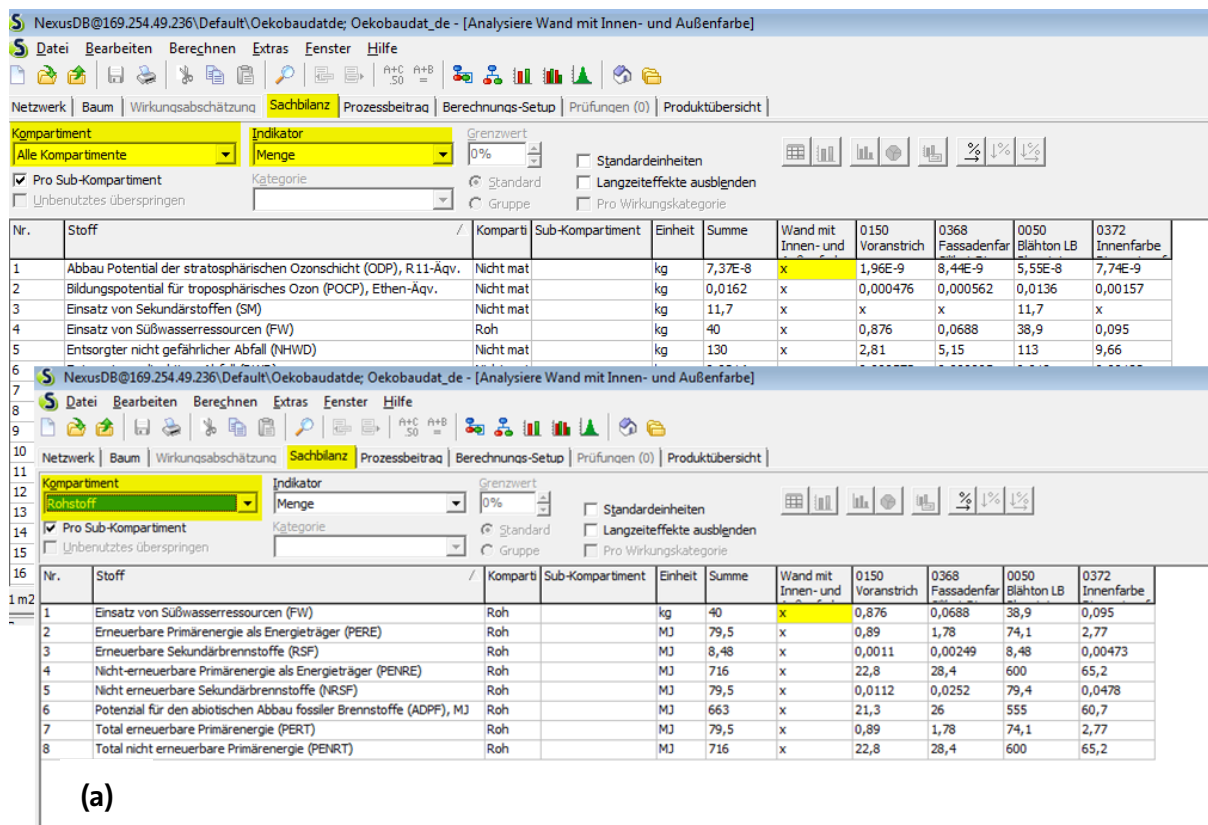 NexusDB@169.254.49.236\Default\Oekobaudatde; Oekobaudat_de - [Analysiere Wand mit Innen- und Außenfarbe]
Datei Bearbeiten Berechnen Extras Fenster Hilfe
Netzwerk | Baum | Wirkungsabschätzung Sachbilanz Prozessbeitrag | Berechnungs-Setup | Prüfungen (0) | Produktübersicht |
Kompartiment Indikator Grenzwert
Alle Kompartimente Menge 0% Standardeinheiten
Pro Sub-Kompartiment Kategorie Standard Langzeiteffekte ausblenden
Unbenutztes überspringen Gruppe Pro Wirkungskategorie
Nr. Stoff Komparti Sub-Kompartiment Einheit Summe Wand mit 0150 0368 0050 0372
Innen- und Voranstrich Fassadenfar Blähton LB Innenfarbe
1 Abbau Potential der stratosphärischen Ozonschicht (ODP), R11-Äqv. Nicht mat kg 7,37E-8 x 1,96E-9 8,44E-9 5,55E-8 7,74E-9
2 Bildungspotential für troposphärisches Ozon (POCP), Ethen-Äqv. Nicht mat kg 0,0162 x 0,000476 0,000562 0,0136 0,00157
3 Einsatz von Sekundärstoffen (SM) Nicht mat kg 11,7 x x x 11,7 x
4 Einsatz von Süßwasserressourcen (FW) Roh kg 40 x 0,876 0,0688 38,9 0,095
5 Entsorgter nicht gefährlicher Abfall (NHWD) Nicht mat kg 130 x 2,81 5,15 113 9,66
6
7
8
9
10
11
12
13
14
15
16
1 m2
NexusDB@169.254.49.236\Default\Oekobaudatde; Oekobaudat_de - [Analysiere Wand mit Innen- und Außenfarbe]
Datei Bearbeiten Berechnen Extras Fenster Hilfe
Netzwerk | Baum | Wirkungsabschätzung Sachbilanz Prozessbeitrag | Berechnungs-Setup | Prüfungen (0) | Produktübersicht |
Kompartiment Indikator Grenzwert
Rohstoff Menge 0% Standardeinheiten
Pro Sub-Kompartiment Kategorie Standard Langzeiteffekte ausblenden
Unbenutztes überspringen Gruppe Pro Wirkungskategorie
Nr. Stoff Komparti Sub-Kompartiment Einheit Summe Wand mit 0150 0368 0050 0372
Innen- und Voranstrich Fassadenfar Blähton LB Innenfarbe
1 Einsatz von Süßwasserressourcen (FW) Roh kg 40 x 0,876 0,0688 38,9 0,095
2 Erneuerbare Primärenergie als Energieträger (PERE) Roh MJ 79,5 x 0,89 1,78 74,1 2,77
3 Erneuerbare Sekundärbrennstoffe (RSF) Roh MJ 8,48 x 0,0011 0,00249 8,48 0,00473
4 Nicht-erneuerbare Primärenergie als Energieträger (PENRE) Roh MJ 716 x 22,8 28,4 600 65,2
5 Nicht erneuerbare Sekundärbrennstoffe (NRSF) Roh MJ 79,5 x 0,0112 0,0252 79,4 0,0478
6 Potenzial für den abiotischen Abbau fossiler Brennstoffe (ADPF), MJ Roh MJ 663 x 21,3 26 555 60,7
7 Total erneuerbare Primärenergie (PERT) Roh MJ 79,5 x 0,89 1,78 74,1 2,77
8 Total nicht erneuerbare Primärenergie (PENRT) Roh MJ 716 x 22,8 28,4 600 65,2
(a)